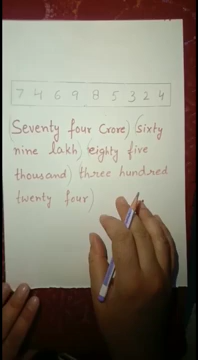 7 4 6 9 8 5 3 2 4
(Seventy four Crore) (sixty
nine lakh) eighty five
thousand) three hundred
twenty four)